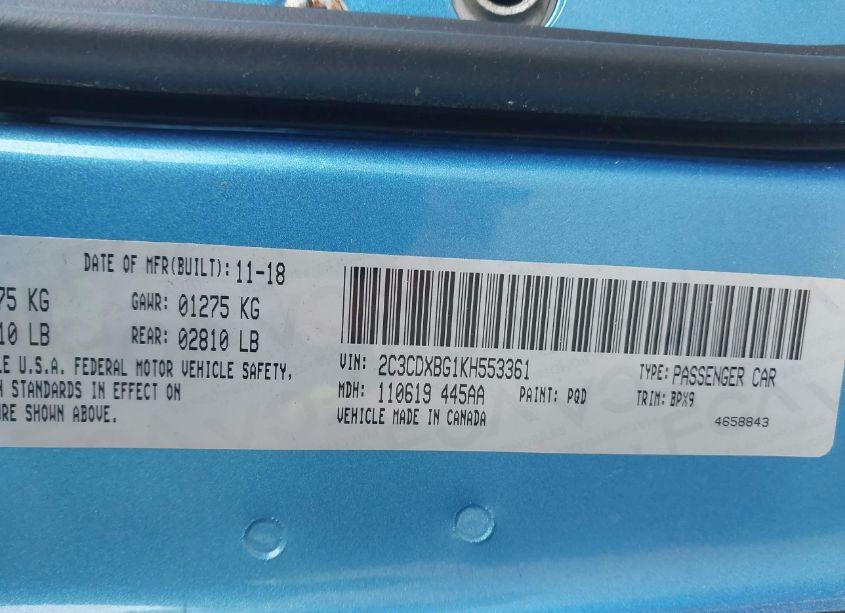 DATE OF MFR(BUILT): 11-18
75 KG GAWR: 01275 KG
10 LB REAR: 02810 LB
E U.S.A. FEDERAL MOTOR VEHICLE SAFETY,
STANDARDS IN EFFECT ON
RE SHOWN ABOVE.
VIN: 2C3CDXBG1KH553361 TYPE: PASSENGER CAR
MDH: 110619 445AA PAINT: PQD TRIM: BPX9
VEHICLE MADE IN CANADA 4658843